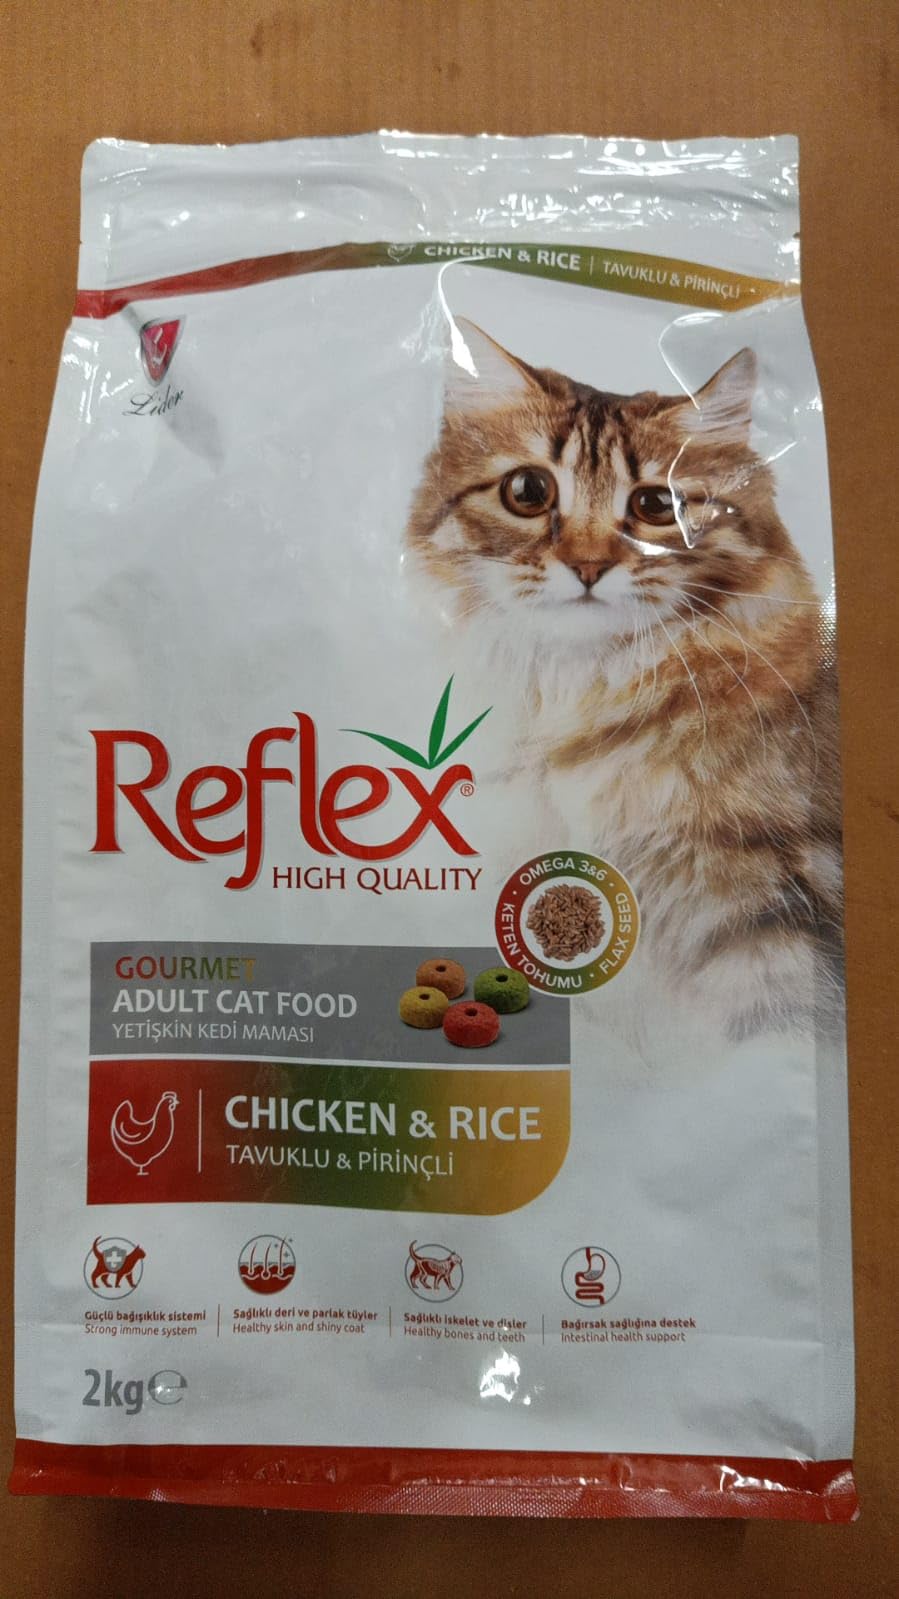 CHICKEN & RICE | TAVUKLU & PİRİNÇLİ
Lider
Reflex®
HIGH QUALITY
OMEGA 3&6 • FLAX SEED • KETEN TOHUMU •
GOURMET
ADULT CAT FOOD
YETİŞKİN KEDİ MAMASI
CHICKEN & RICE
TAVUKLU & PİRİNÇLİ
Güçlü bağışıklık sistemi
Strong immune system
Sağlıklı deri ve parlak tüyler
Healthy skin and shiny coat
Sağlıklı iskelet ve dişler
Healthy bones and teeth
Bağırsak sağlığına destek
Intestinal health support
2kg℮